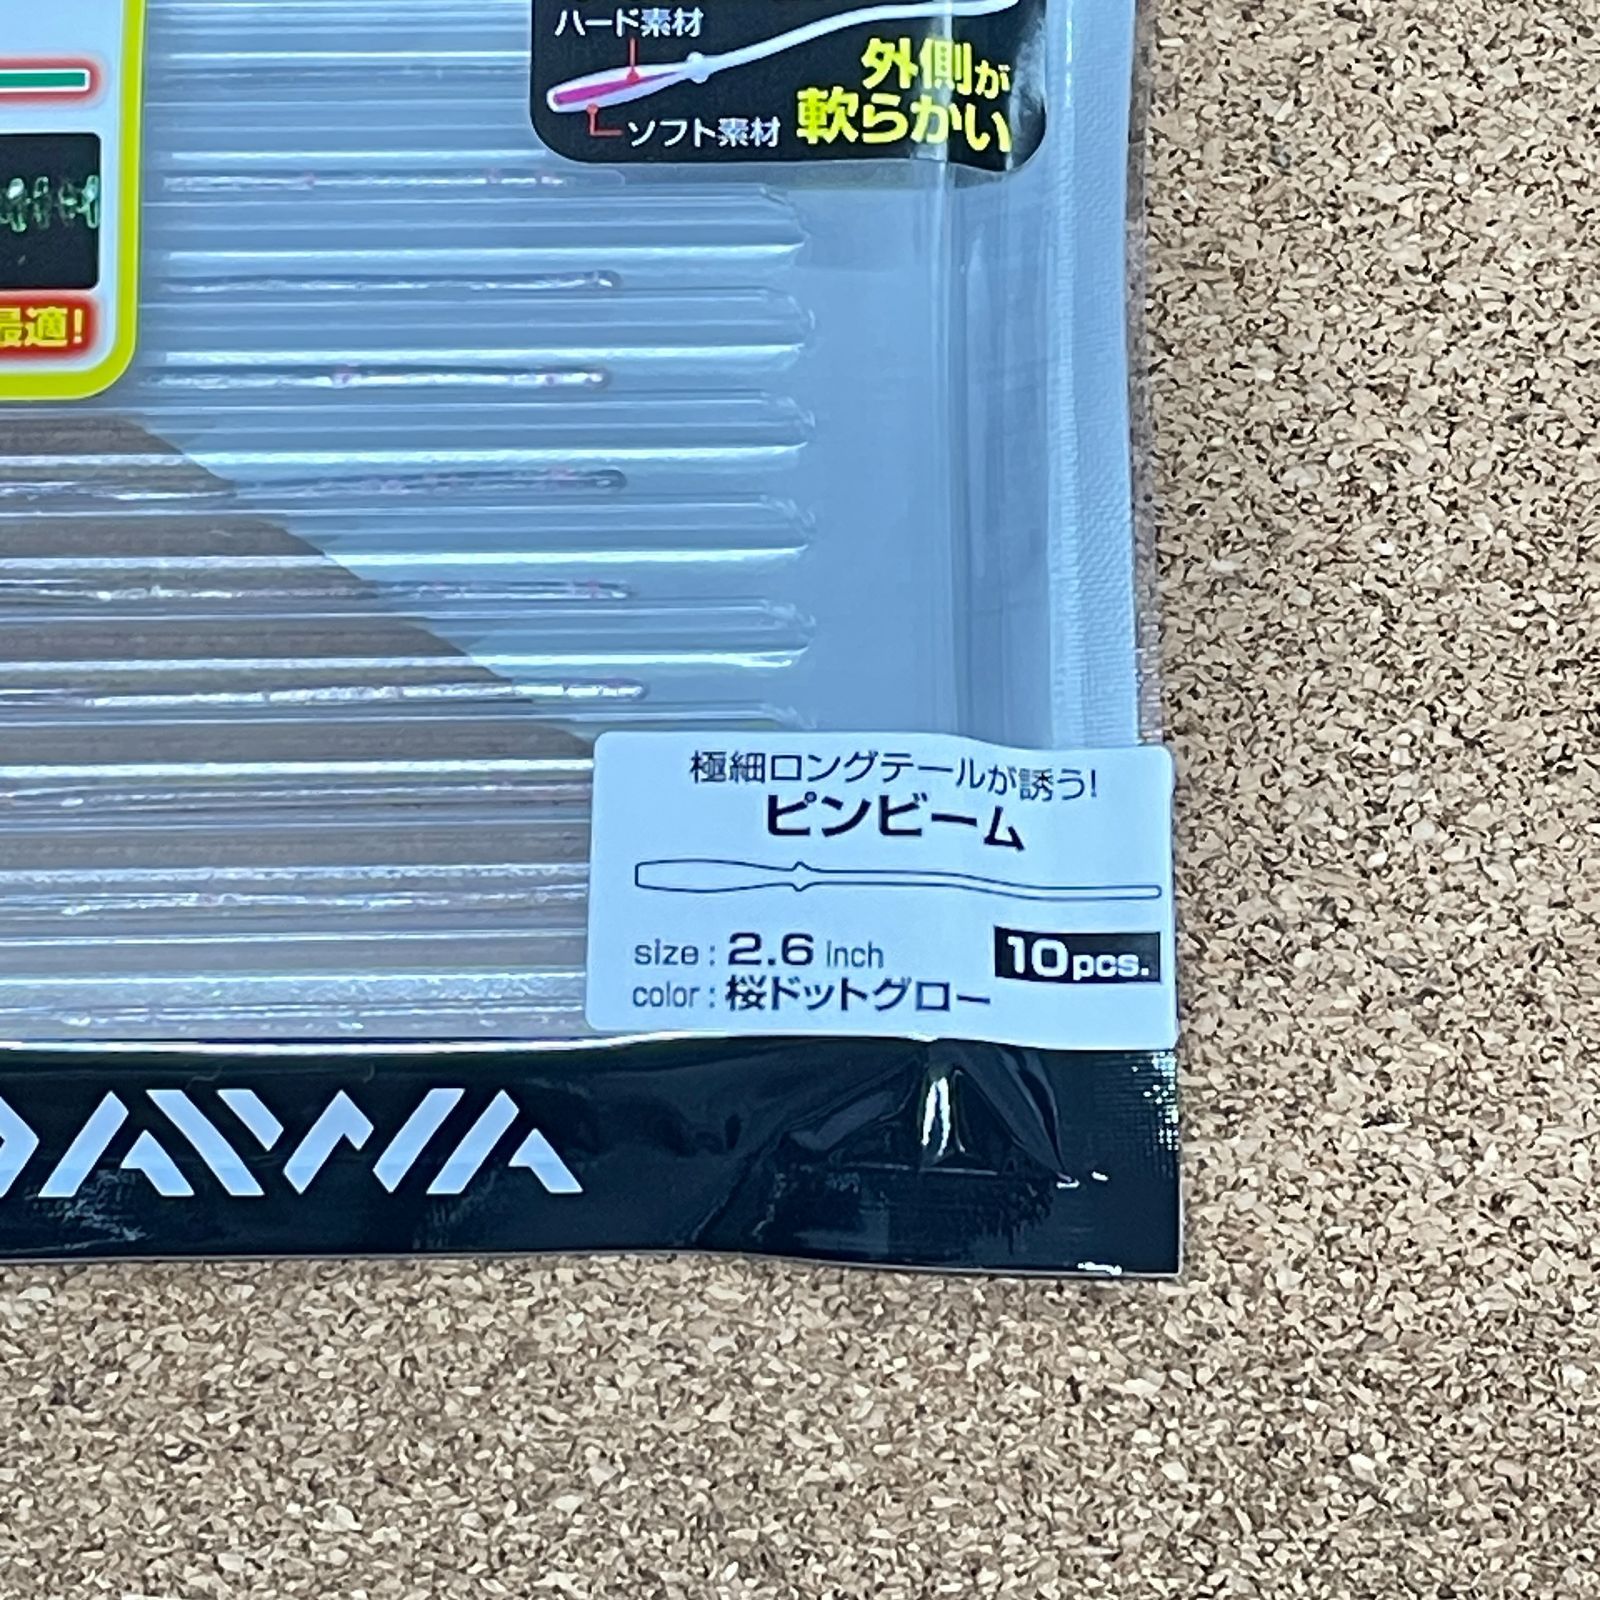 ハード素材
外側が
軟らかい
ソフト素材
最適!
極細ロングテールが誘う!
ピンビーム
size : 2.6 inch
10pcs.
color : 桜ドットグロー
DAIWA